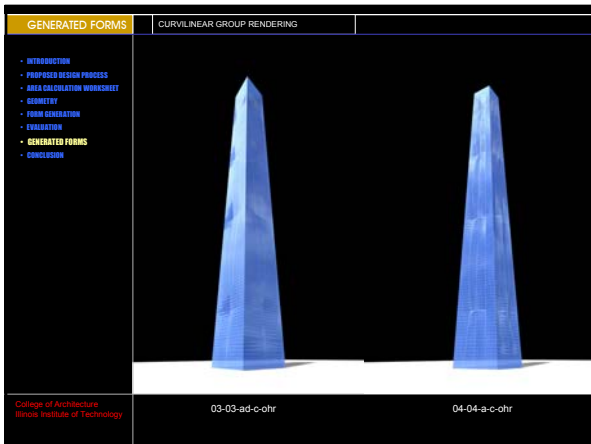 GENERATED FORMS
CURVILINEAR GROUP RENDERING
• INTRODUCTION
• PROPOSED DESIGN PROCESS
• AREA CALCULATION WORKSHEET
• GEOMETRY
• FORM GENERATION
• EVALUATION
• GENERATED FORMS
• CONCLUSION
College of Architecture
Illinois Institute of Technology
03-03-ad-c-ohr
04-04-a-c-ohr